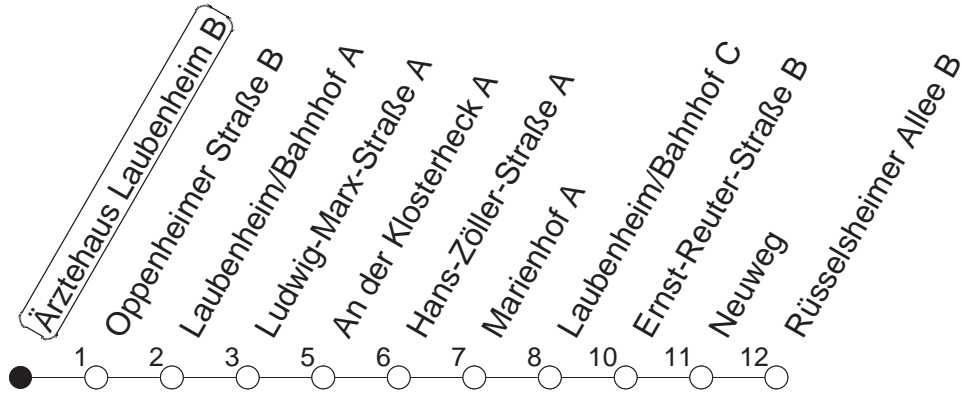 Ärztehaus Laubenheim B
Oppenheimer Straße B
Laubenheim/Bahnhof A
Ludwig-Marx-Straße A
An der Klosterheck A
Hans-Zöller-Straße A
Marienhof A
Laubenheim/Bahnhof C
Ernst-Reuter-Straße B
Neuweg
Rüsselsheimer Allee B
1 2 3 5 6 7 8 10 11 12